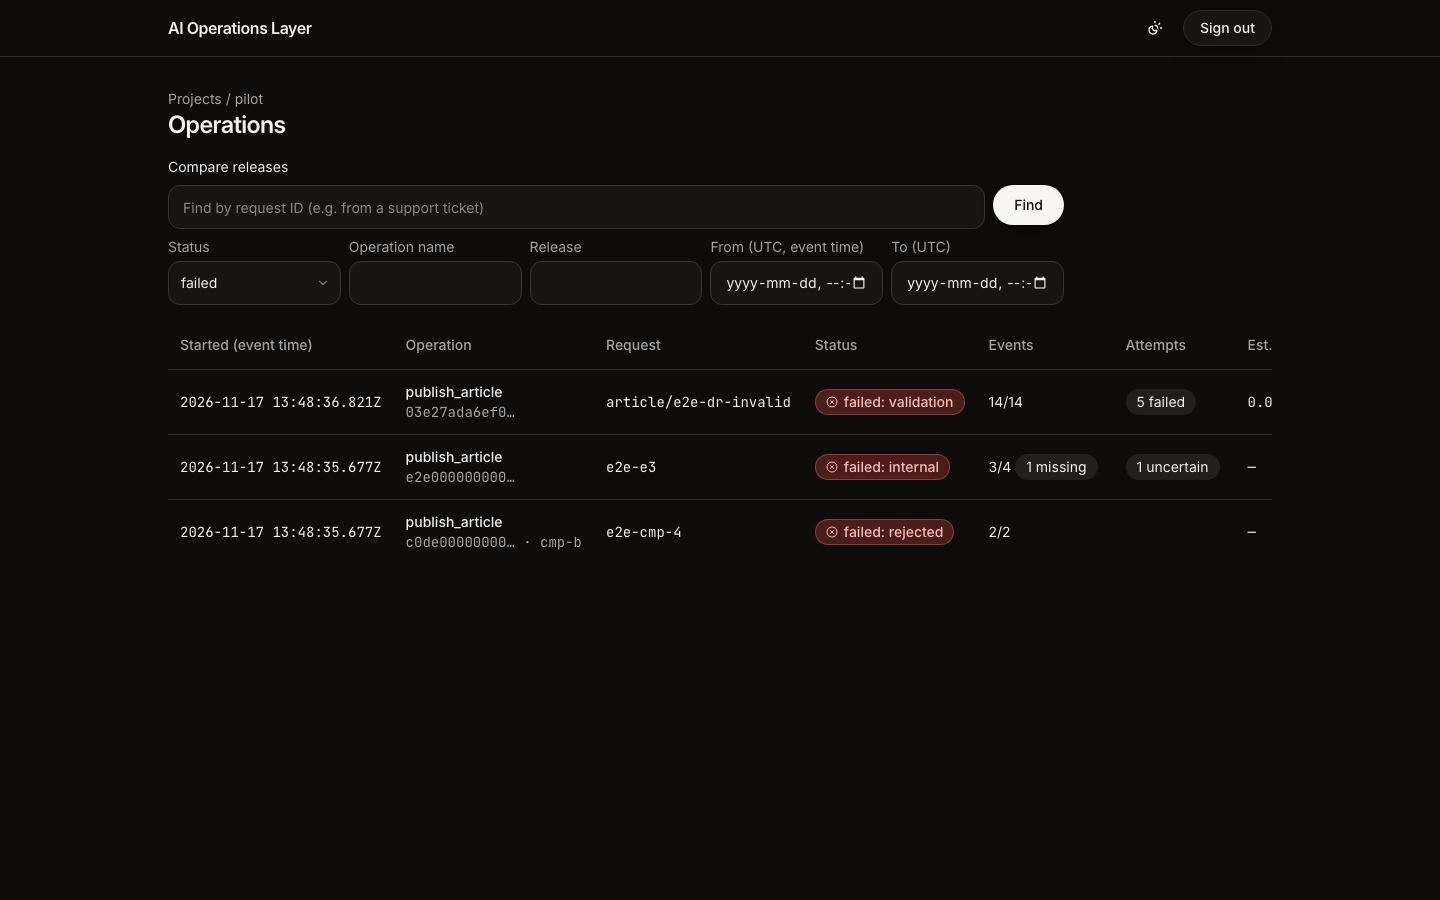 AI Operations Layer
Sign out
Projects / pilot
Operations
Compare releases
Find by request ID (e.g. from a support ticket)
Find
Status Operation name Release From (UTC, event time) To (UTC)
failed yyyy-mm-dd, --:- yyyy-mm-dd, --:-
Started (event time) Operation Request Status Events Attempts Est.
2026-11-17 13:48:36.821Z publish_article article/e2e-dr-invalid failed: validation 14/14 5 failed 0.0
03e27ada6ef0…
2026-11-17 13:48:35.677Z publish_article e2e-e3 failed: internal 3/4 1 missing 1 uncertain —
e2e000000000…
2026-11-17 13:48:35.677Z publish_article e2e-cmp-4 failed: rejected 2/2 —
c0de00000000… · cmp-b